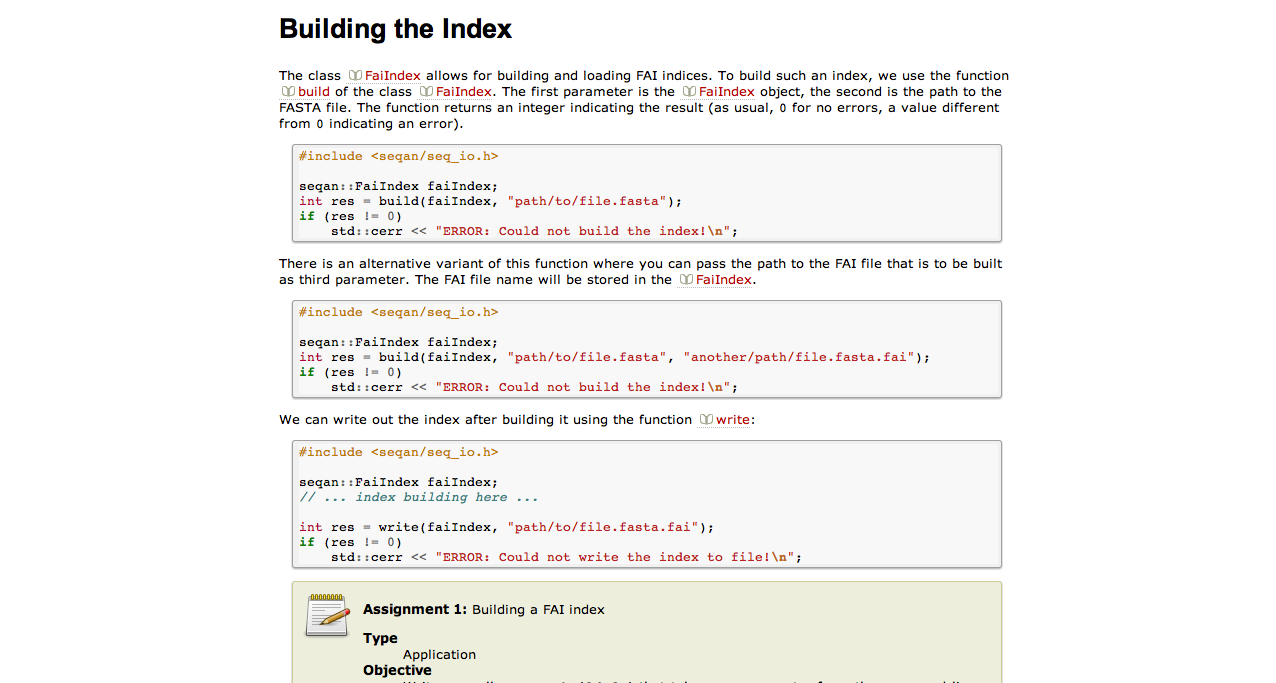 Building the Index
The class FaiIndex allows for building and loading FAI indices. To build such an index, we use the function
build of the class FaiIndex. The first parameter is the FaiIndex object, the second is the path to the
FASTA file. The function returns an integer indicating the result (as usual, 0 for no errors, a value different
from 0 indicating an error).
#include <seqan/seq_io.h>
seqan::FaiIndex faiIndex;
int res = build(faiIndex, "path/to/file.fasta");
if (res != 0)
    std::cerr << "ERROR: Could not build the index!\n";
There is an alternative variant of this function where you can pass the path to the FAI file that is to be built
as third parameter. The FAI file name will be stored in the FaiIndex.
#include <seqan/seq_io.h>
seqan::FaiIndex faiIndex;
int res = build(faiIndex, "path/to/file.fasta", "another/path/file.fasta.fai");
if (res != 0)
    std::cerr << "ERROR: Could not build the index!\n";
We can write out the index after building it using the function write:
#include <seqan/seq_io.h>
seqan::FaiIndex faiIndex;
// ... index building here ...
int res = write(faiIndex, "path/to/file.fasta.fai");
if (res != 0)
    std::cerr << "ERROR: Could not write the index to file!\n";
Assignment 1: Building a FAI index
Type
Application
Objective